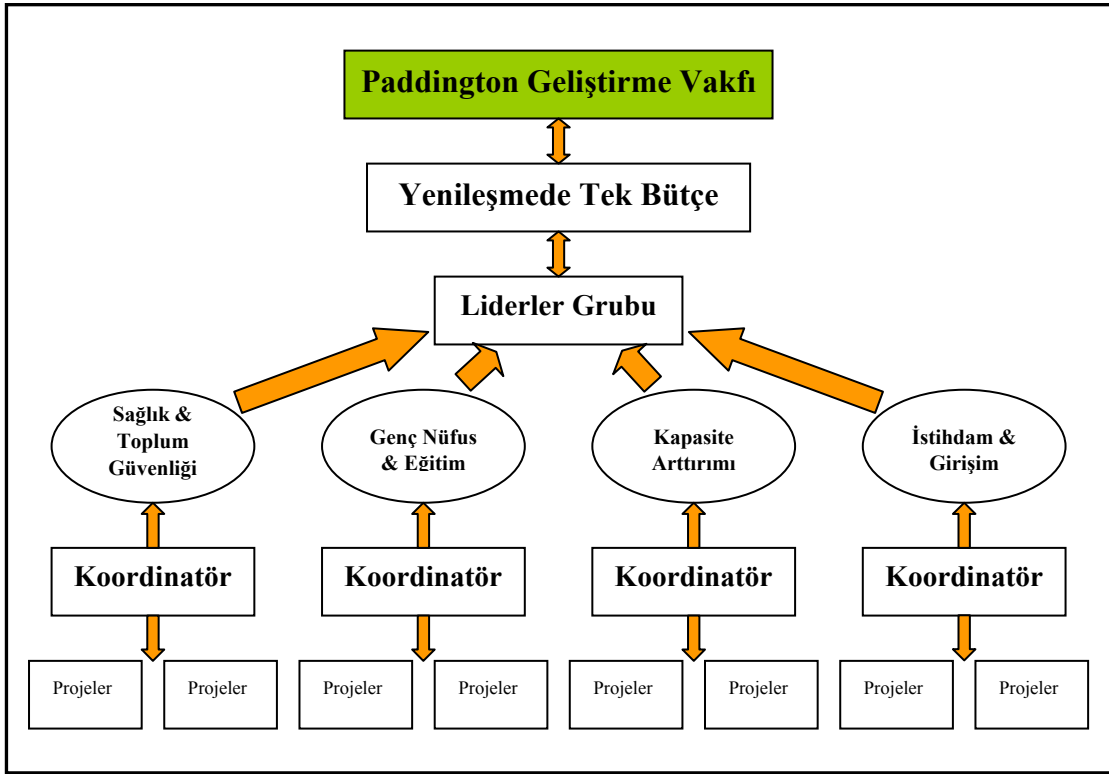 Paddington Geliştirme Vakfı
Yenileşmede Tek Bütçe
Liderler Grubu
Sağlık &
Toplum
Güvenliği
Genç Nüfus
& Eğitim
Kapasite
Arttırımı
İstihdam &
Girişim
Koordinatör
Koordinatör
Koordinatör
Koordinatör
Projeler
Projeler
Projeler
Projeler
Projeler
Projeler
Projeler
Projeler